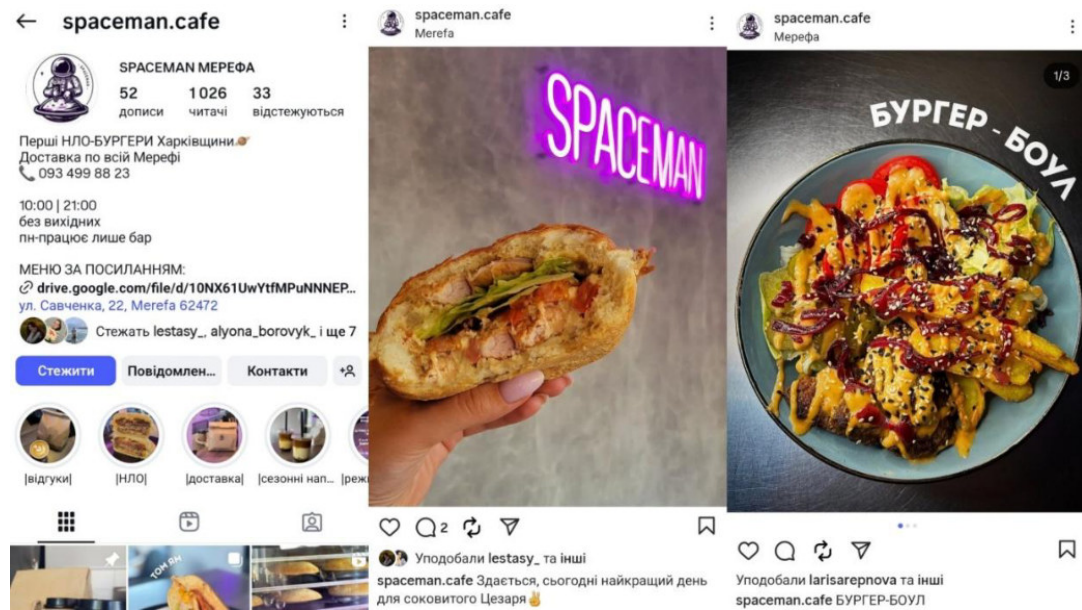 spaceman.cafe
SPACEMAN МЕРЕФА
52 1 026 33
дописи читачі відстежуються
Перші НЛО-БУРГЕРИ Харківщини🪐
Доставка по всій Мерефі
📞 093 499 88 23
10:00 | 21:00
без вихідних
пн-працює лише бар
МЕНЮ ЗА ПОСИЛАННЯМ:
drive.google.com/file/d/10NX61UwYtfMPuNNNEP...
ул. Савченка, 22, Merefa 62472
Стежать lestasy_, alyona_borovyk_ і ще 7
Стежити Повідомлен... Контакти
|відгуки| |НЛО| |доставка| |сезонні нап... |режи
ТОМ ЯМ
spaceman.cafe
Merefa
SPACEMAN
2
Уподобали lestasy_ та інші
spaceman.cafe Здається, сьогодні найкращий день
для соковитого Цезаря✌️
spaceman.cafe
Мерефа
1/3
БУРГЕР - БОУЛ
Уподобали larisarepnova та інші
spaceman.cafe БУРГЕР-БОУЛ